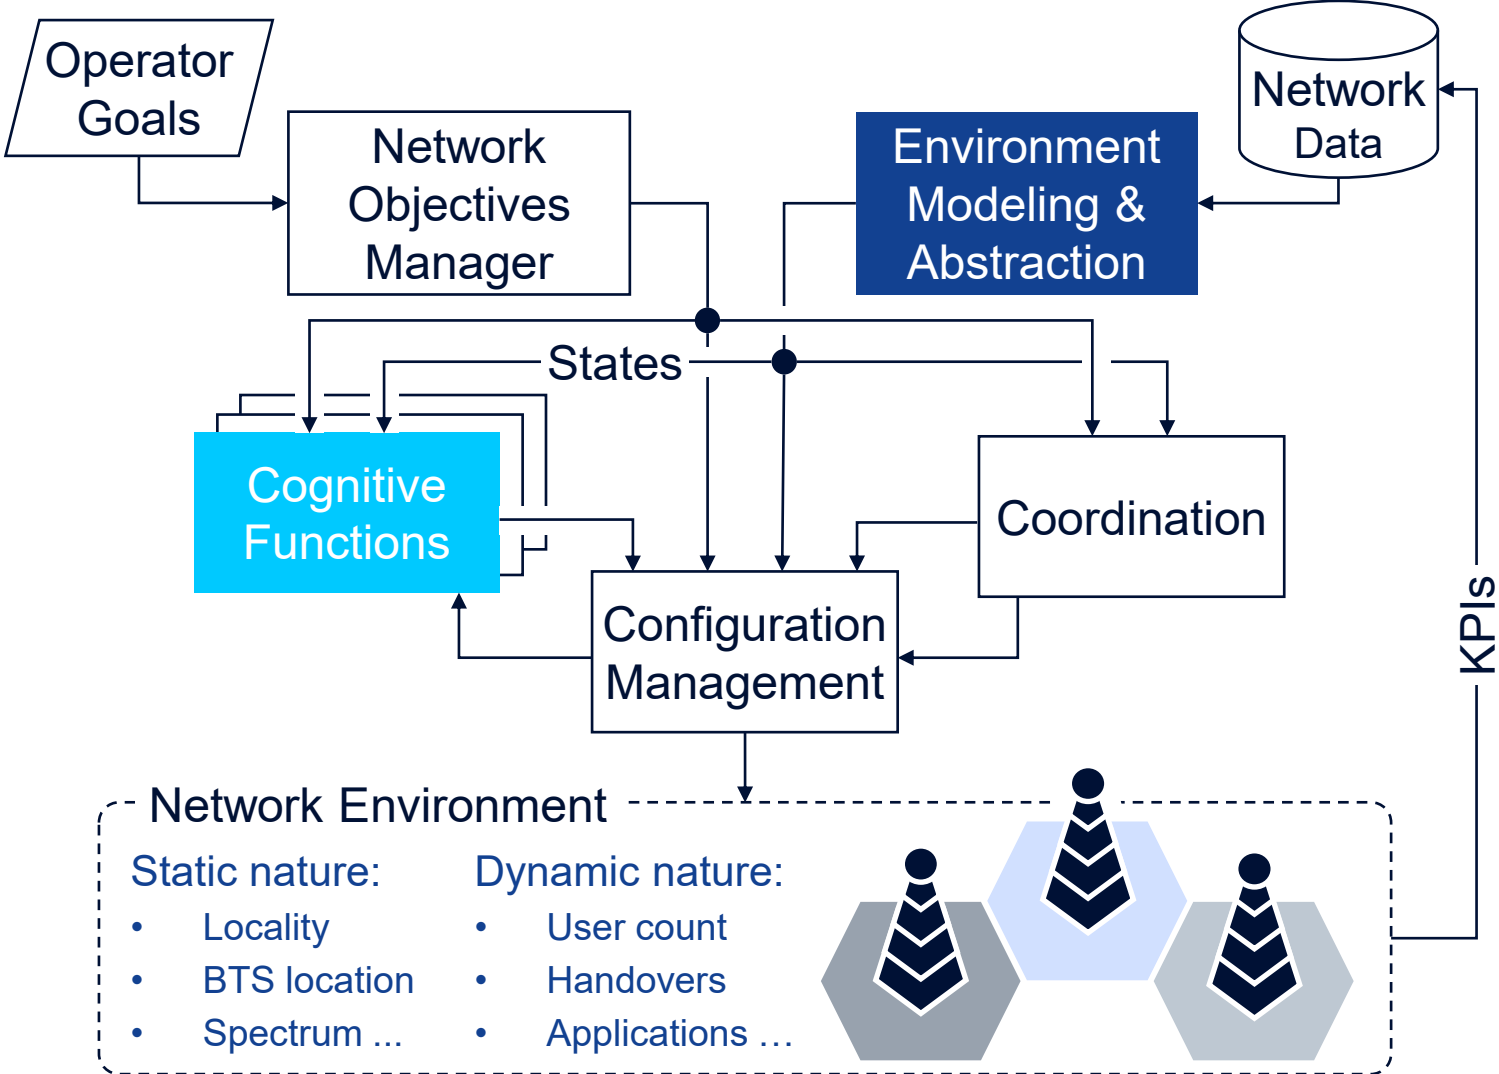 Operator
Goals
Network
Objectives
Manager
Environment
Modeling &
Abstraction
Network
Data
States
Cognitive
Functions
Coordination
Configuration
Management
KPIs
Network Environment
Static nature:
• Locality
• BTS location
• Spectrum ...
Dynamic nature:
• User count
• Handovers
• Applications …